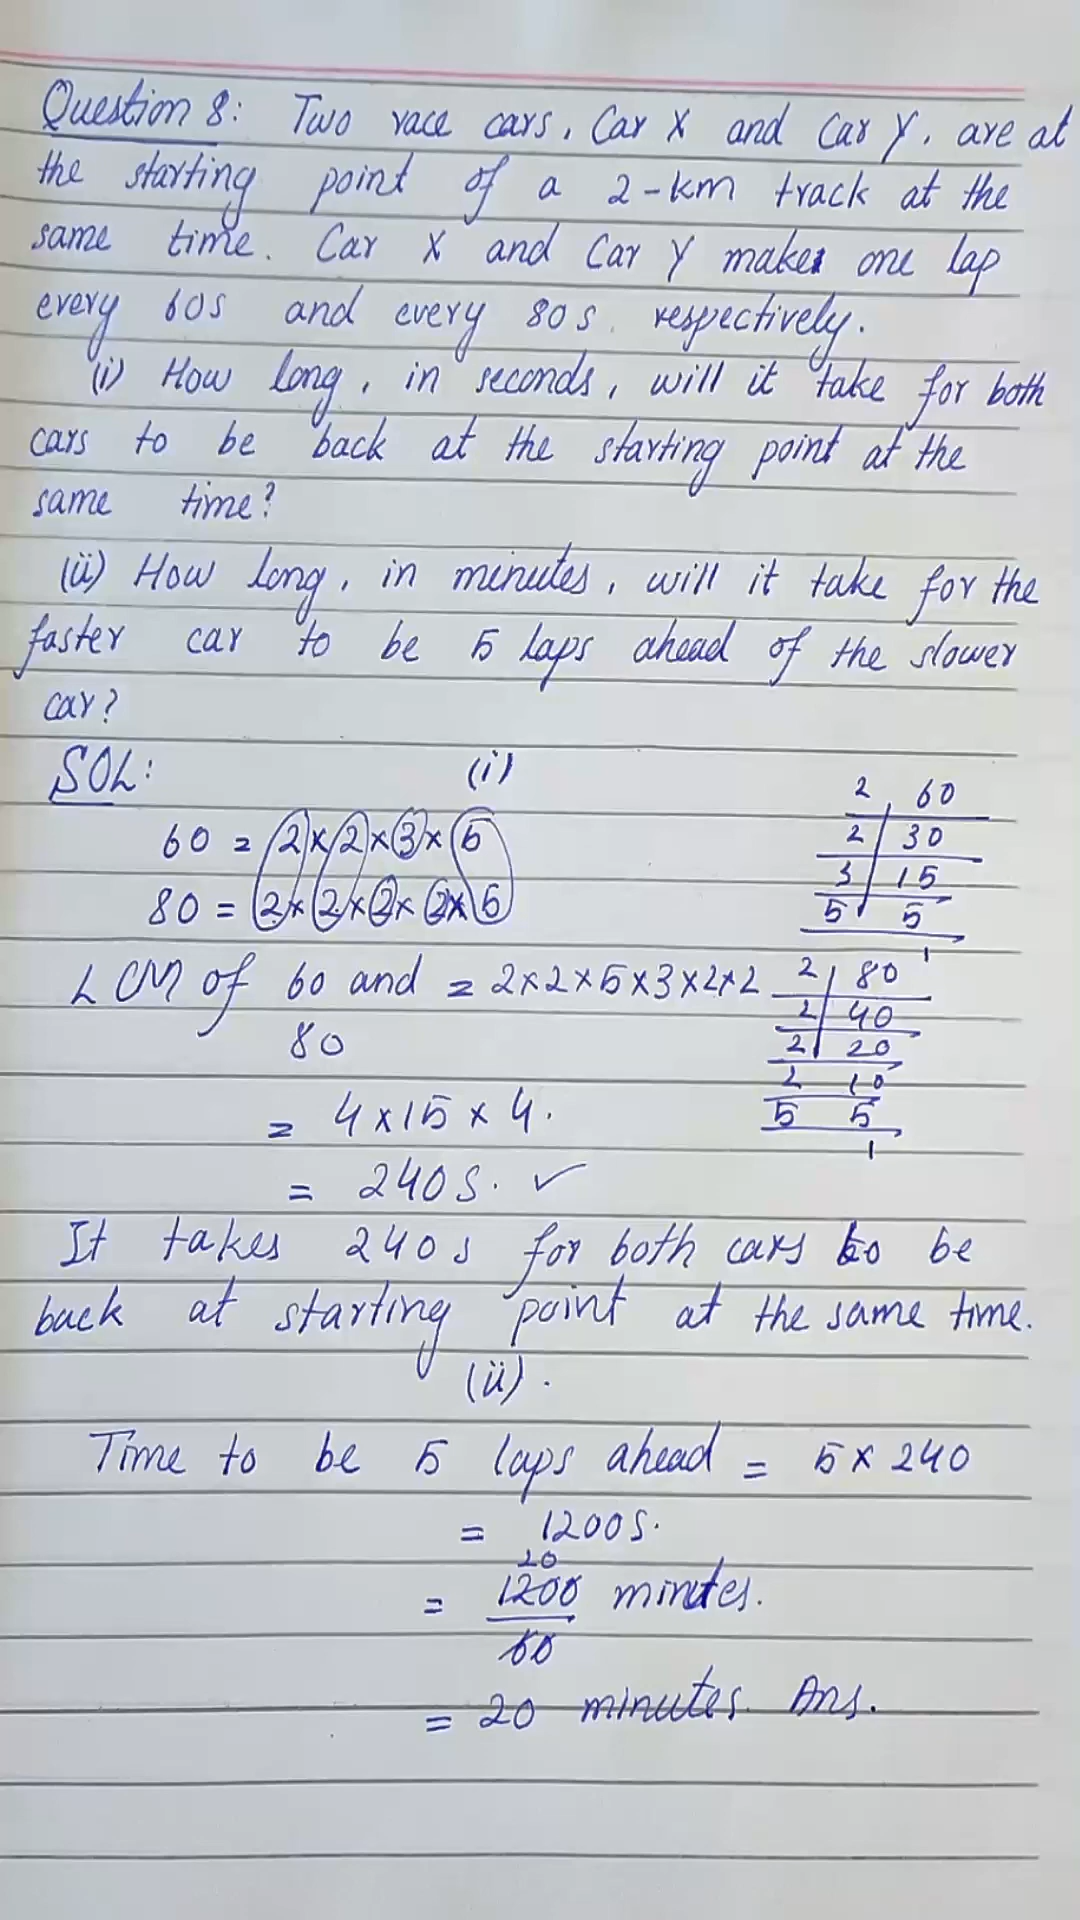 Question 8: Two race cars, Car X and Car Y, are at
the starting point of a 2-km track at the
same time. Car X and Car Y make one lap
every 60s and every 80s respectively.
(i) How long, in seconds, will it take for both
cars to be back at the starting point at the
same time?
(ii) How long, in minutes, will it take for the
faster car to be 5 laps ahead of the slower
car?
SOL: (i)
60 = 2×2×3×5
80 = 2×2×2×2×5
2 60
2 30
3 15
5 5
1
LCM of 60 and = 2×2×5×3×2×2
80
2 80
2 40
2 20
2 10
5 5
1
= 4×15×4.
= 240s. ✓
It takes 240s for both cars to be
back at starting point at the same time.
(ii).
Time to be 5 laps ahead = 5×240
= 1200s.
20
= 1200 minutes.
60
= 20 minutes. Ans.